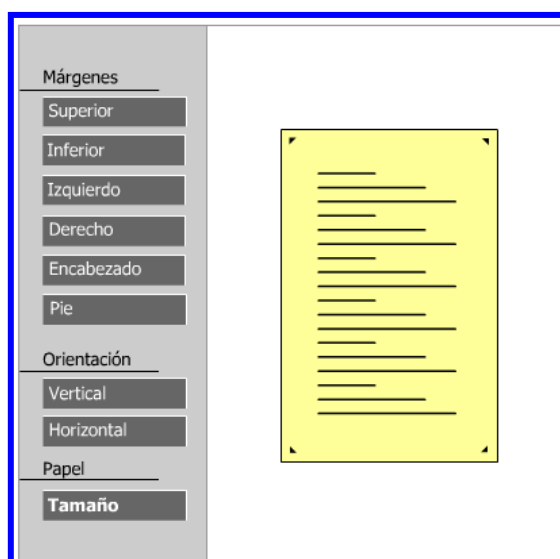 Márgenes
Superior
Inferior
Izquierdo
Derecho
Encabezado
Pie
Orientación
Vertical
Horizontal
Papel
Tamaño